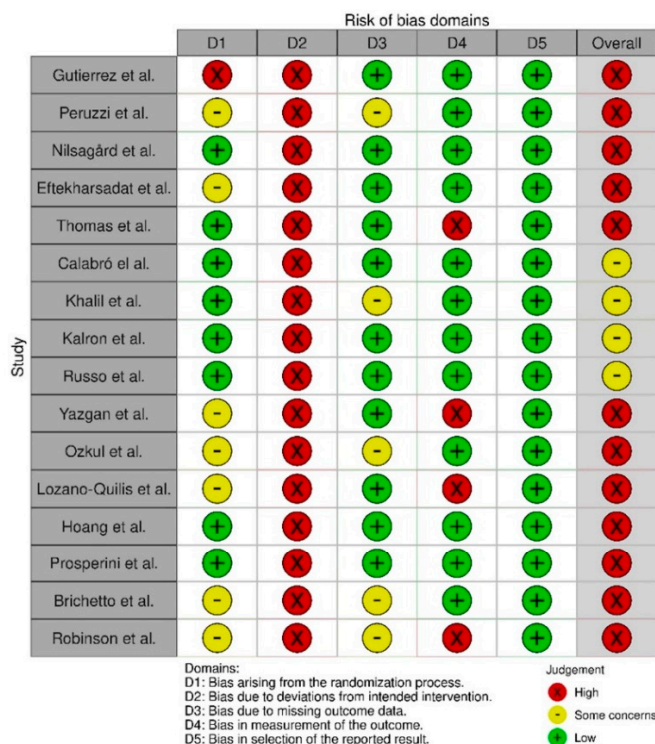 Risk of bias domains
D1 D2 D3 D4 D5 Overall
Study
Gutierrez et al. X X + + + X
Peruzzi et al. - X - + + X
Nilsagård et al. + X + + + X
Eftekharsadat et al. - X + + + X
Thomas et al. + X + X + X
Calabró el al. + X + + + -
Khalil et al. + X - + + -
Kalron et al. + X + + + -
Russo et al. + X + + + -
Yazgan et al. - X + X + X
Ozkul et al. - X - + + X
Lozano-Quilis et al. - X + X + X
Hoang et al. + X + + + X
Prosperini et al. + X + + + X
Brichetto et al. - X - + + X
Robinson et al. - X - X + X
Domains:
D1: Bias arising from the randomization process.
D2: Bias due to deviations from intended intervention.
D3: Bias due to missing outcome data.
D4: Bias in measurement of the outcome.
D5: Bias in selection of the reported result.
Judgement
X High
- Some concerns
+ Low